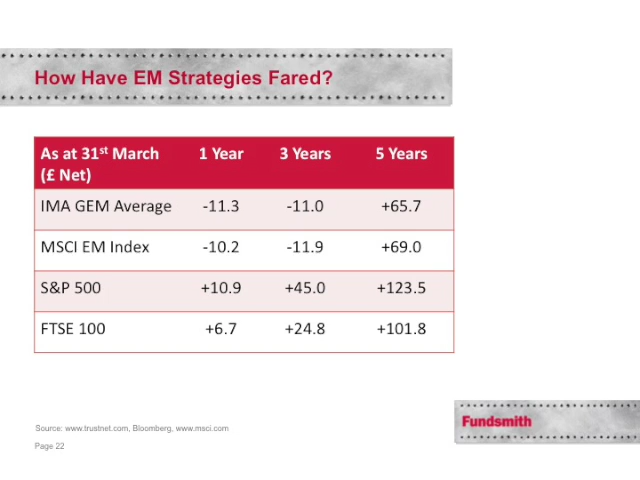 How Have EM Strategies Fared?
As at 31st March 1 Year 3 Years 5 Years
(£ Net)
IMA GEM Average -11.3 -11.0 +65.7
MSCI EM Index -10.2 -11.9 +69.0
S&P 500 +10.9 +45.0 +123.5
FTSE 100 +6.7 +24.8 +101.8
Fundsmith
Source: www.trustnet.com, Bloomberg, www.msci.com
Page 22